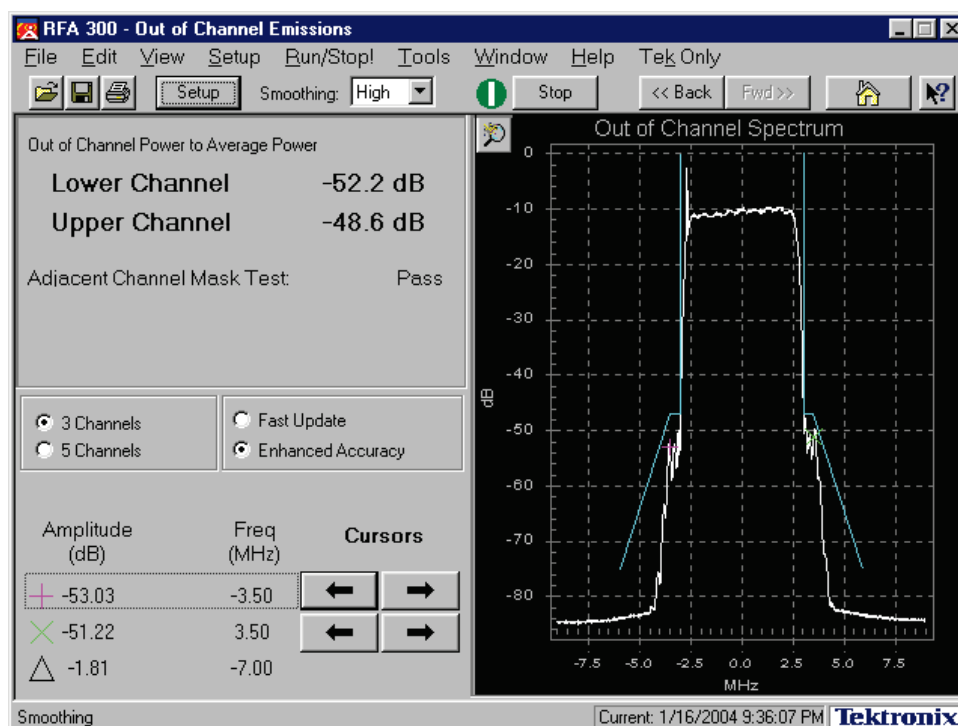 RFA 300 - Out of Channel Emissions
File Edit View Setup Run/Stop! Tools Window Help Tek Only
Setup Smoothing: High Stop << Back Fwd >>
Out of Channel Power to Average Power
Lower Channel -52.2 dB
Upper Channel -48.6 dB
Adjacent Channel Mask Test: Pass
3 Channels
5 Channels
Fast Update
Enhanced Accuracy
Amplitude (dB) Freq (MHz) Cursors
-53.03 -3.50
-51.22 3.50
-1.81 -7.00
Out of Channel Spectrum
0
-10
-20
-30
-40
dB
-50
-60
-70
-80
-7.5 -5.0 -2.5 0.0 2.5 5.0 7.5
MHz
Smoothing
Current: 1/16/2004 9:36:07 PM Tektronix